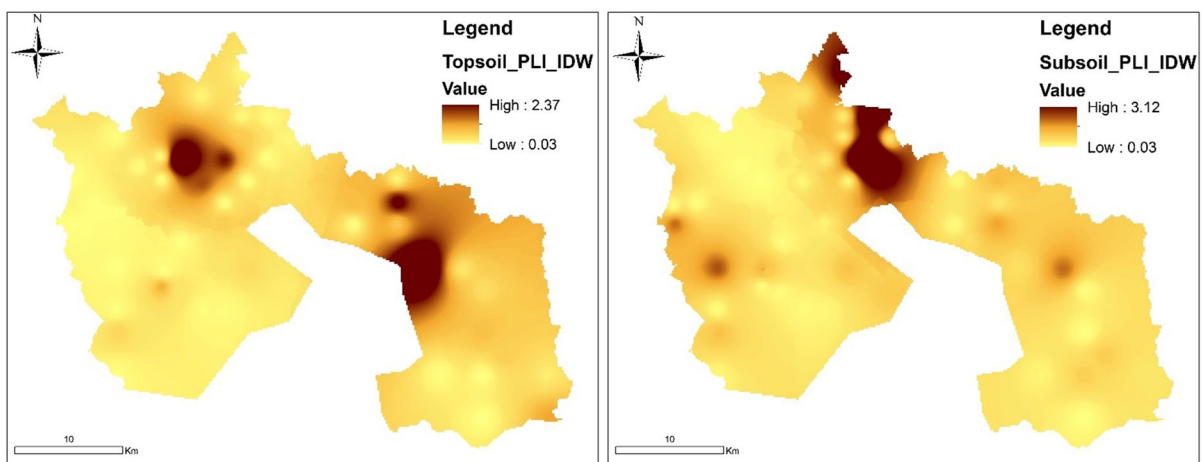 N
Legend
Topsoil_PLI_IDW
Value
High : 2.37
Low : 0.03
10
Km
N
Legend
Subsoil_PLI_IDW
Value
High : 3.12
Low : 0.03
10
Km